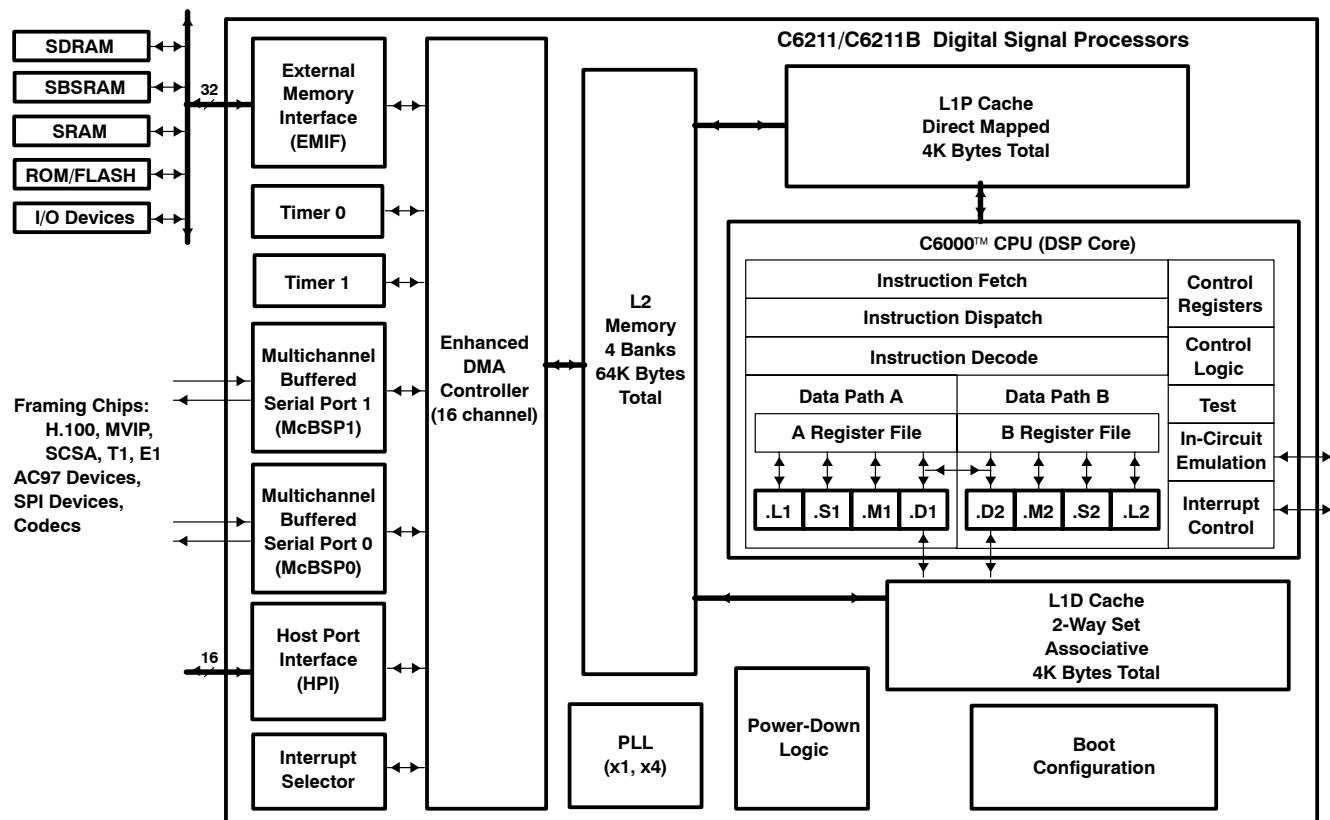 C6211/C6211B Digital Signal Processors
SDRAM
SBSRAM
SRAM
ROM/FLASH
I/O Devices
32
External
Memory
Interface
(EMIF)
Timer 0
Timer 1
Framing Chips:
H.100, MVIP,
SCSA, T1, E1
AC97 Devices,
SPI Devices,
Codecs
Multichannel
Buffered
Serial Port 1
(McBSP1)
Multichannel
Buffered
Serial Port 0
(McBSP0)
16
Host Port
Interface
(HPI)
Interrupt
Selector
Enhanced
DMA
Controller
(16 channel)
L2
Memory
4 Banks
64K Bytes
Total
L1P Cache
Direct Mapped
4K Bytes Total
C6000™ CPU (DSP Core)
Instruction Fetch
Instruction Dispatch
Instruction Decode
Data Path A
Data Path B
A Register File
B Register File
.L1
.S1
.M1
.D1
.D2
.M2
.S2
.L2
Control
Registers
Control
Logic
Test
In-Circuit
Emulation
Interrupt
Control
L1D Cache
2-Way Set
Associative
4K Bytes Total
PLL
(x1, x4)
Power-Down
Logic
Boot
Configuration